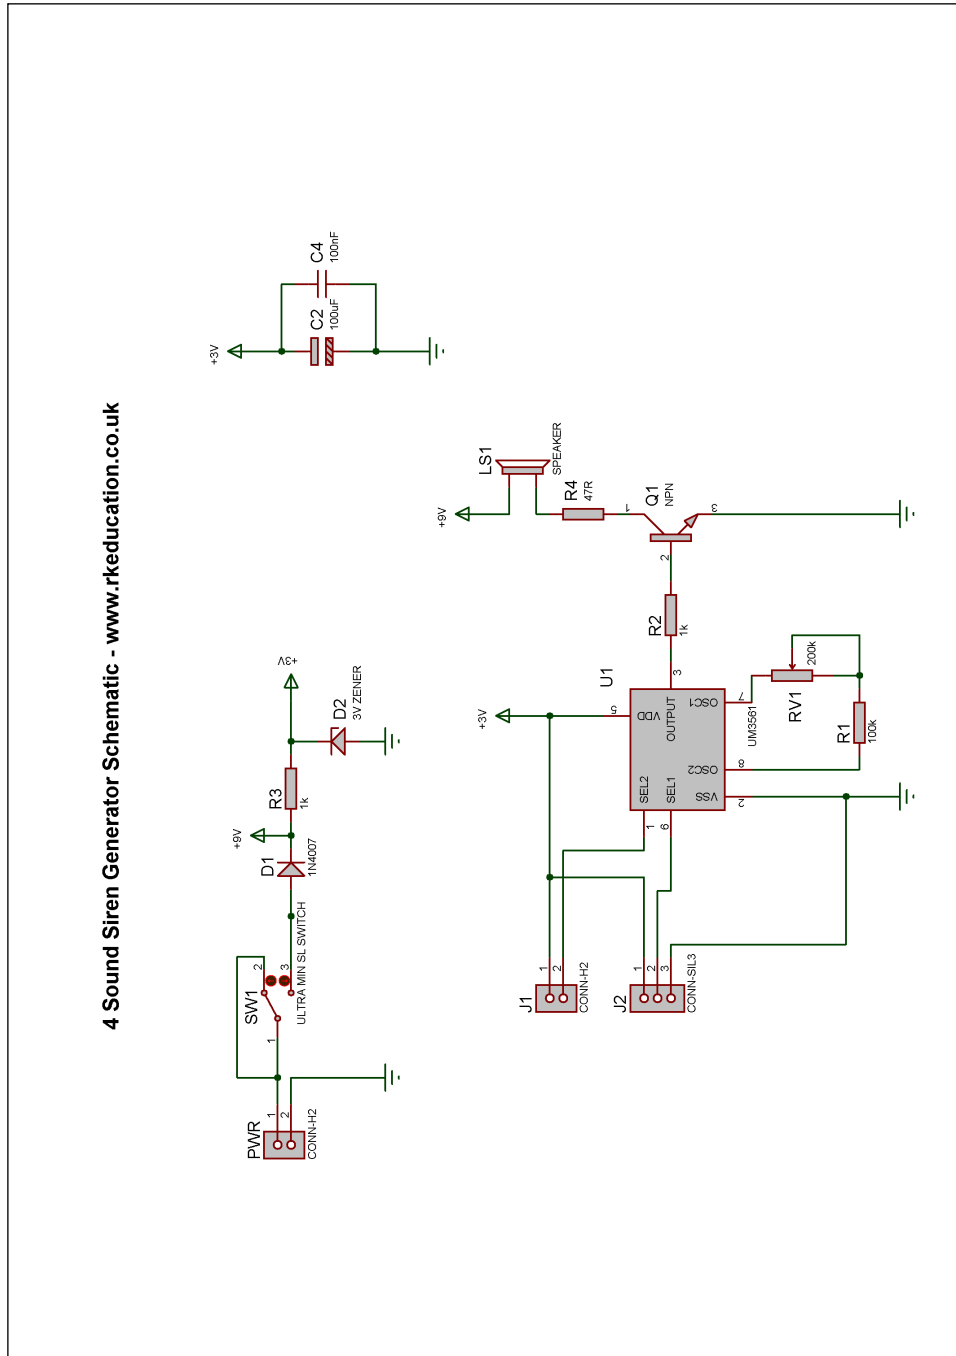 4 Sound Siren Generator Schematic - www.rkeducation.co.uk
PWR
CONN-H2
1
2
SW1
ULTRA MIN SL SWITCH
1
2
3
D1
1N4007
+9V
R3
1k
D2
3V ZENER
+3V
+3V
C2
100uF
C4
100nF
J1
CONN-H2
1
2
J2
CONN-SIL3
1
2
3
U1
UM3561
SEL2
SEL1
VDD
OUTPUT
OSC1
OSC2
VSS
1
6
5
3
7
8
2
+3V
R2
1k
RV1
200k
R1
100k
Q1
NPN
1
2
3
R4
47R
LS1
SPEAKER
+9V